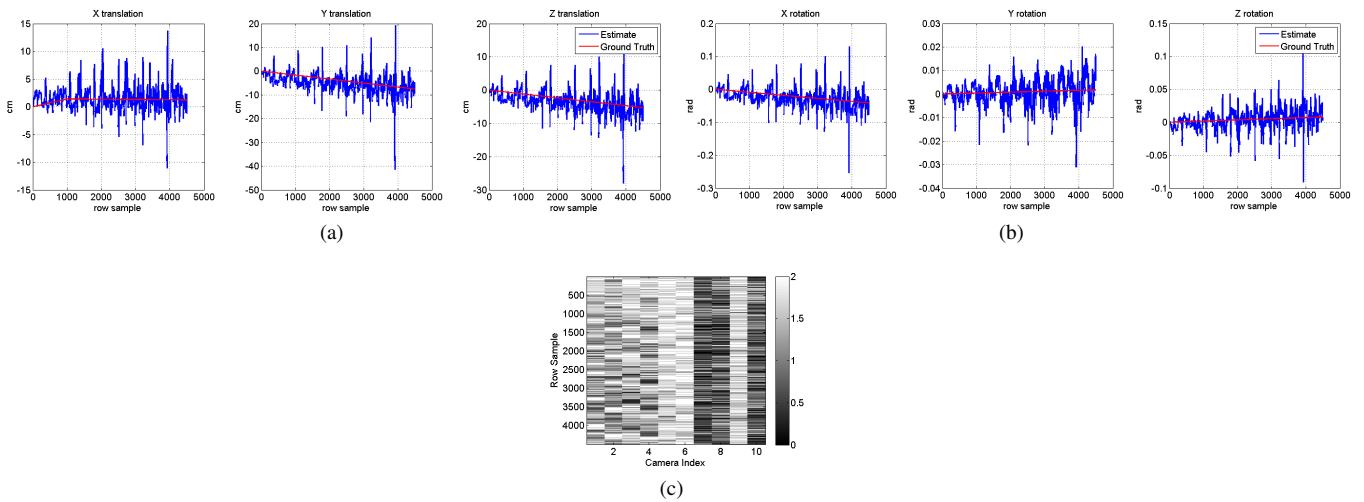 X translation
15
10
5
0
-5
-10
15
cm
0 1000 2000 3000 4000 5000
row sample
Y translation
20
10
0
-10
-20
-30
-40
-50
cm
0 1000 2000 3000 4000 5000
row sample
Z translation
20
10
0
-10
-20
-30
cm
0 1000 2000 3000 4000 5000
row sample
Estimate
Ground Truth
(a)
X rotation
0.2
0.1
0
-0.1
-0.2
0.3
rad
0 1000 2000 3000 4000 5000
row sample
Y rotation
0.03
0.02
0.01
0
-0.01
-0.02
-0.03
0.04
rad
0 1000 2000 3000 4000 5000
row sample
Z rotation
0.15
0.1
0.05
0
-0.05
-0.1
rad
0 1000 2000 3000 4000 5000
row sample
Estimate
Ground Truth
(b)
500
1000
1500
2000
2500
3000
3500
4000
Row Sample
2 4 6 8 10
Camera Index
2
1.5
1
0.5
0
(c)